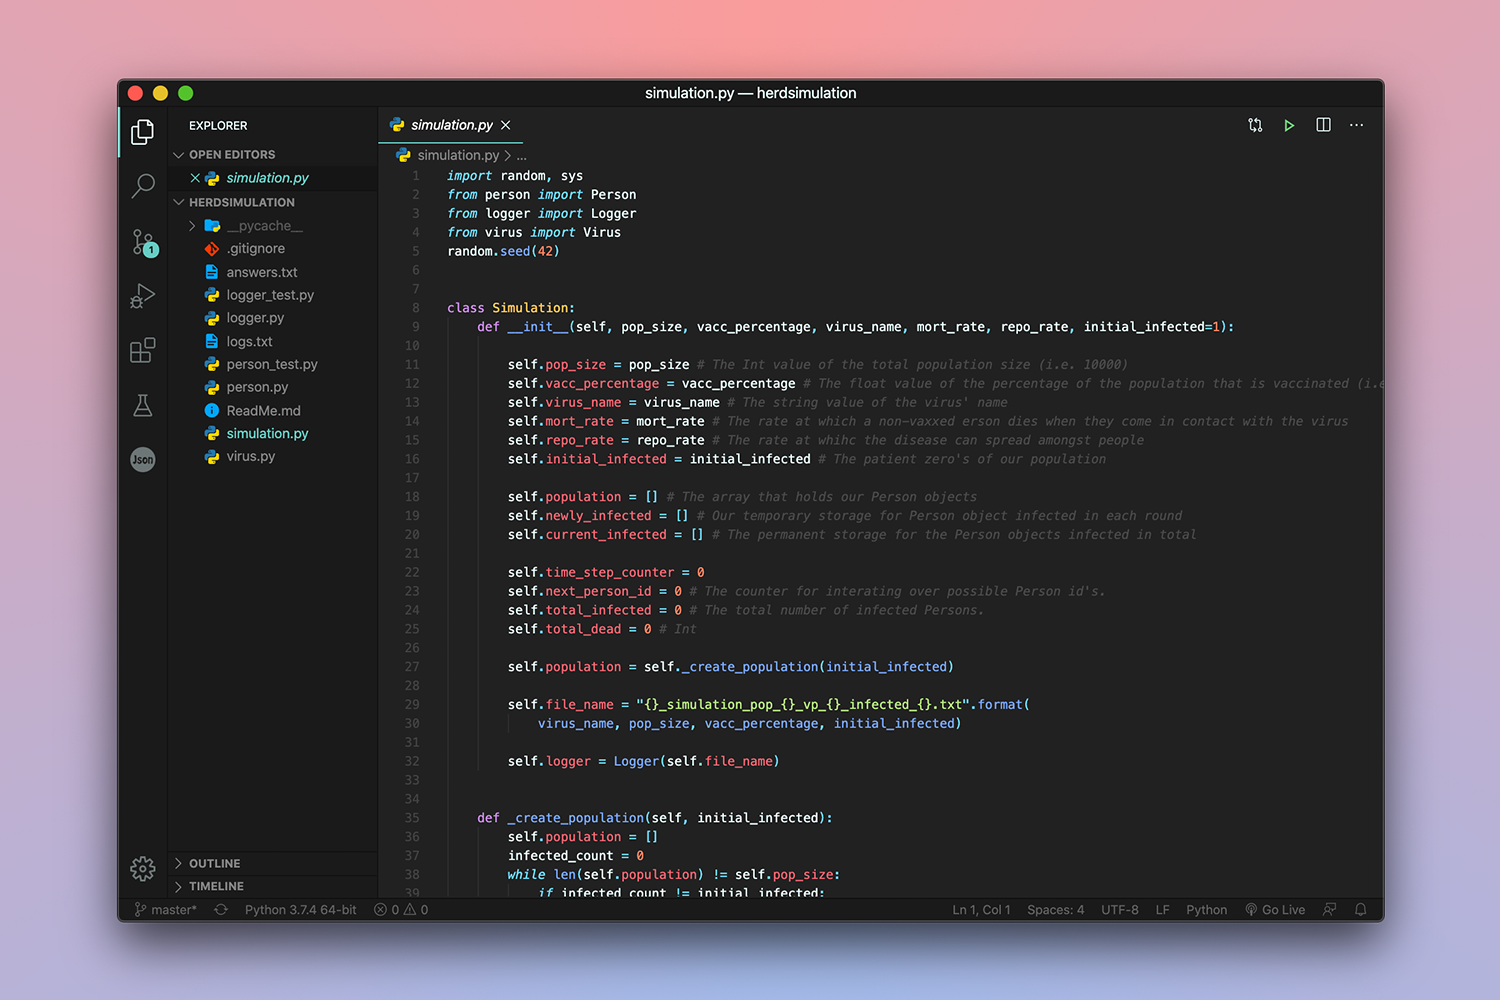 simulation.py — herdsimulation
EXPLORER
OPEN EDITORS
simulation.py
HERDSIMULATION
__pycache__
.gitignore
answers.txt
logger_test.py
logger.py
logs.txt
person_test.py
person.py
ReadMe.md
simulation.py
virus.py
OUTLINE
TIMELINE
1
Json
simulation.py
simulation.py > ...
1 import random, sys
2 from person import Person
3 from logger import Logger
4 from virus import Virus
5 random.seed(42)
6
7
8 class Simulation:
9 def __init__(self, pop_size, vacc_percentage, virus_name, mort_rate, repo_rate, initial_infected=1):
10
11 self.pop_size = pop_size # The Int value of the total population size (i.e. 10000)
12 self.vacc_percentage = vacc_percentage # The float value of the percentage of the population that is vaccinated (i.e
13 self.virus_name = virus_name # The string value of the virus' name
14 self.mort_rate = mort_rate # The rate at which a non-vaxxed erson dies when they come in contact with the virus
15 self.repo_rate = repo_rate # The rate at whihc the disease can spread amongst people
16 self.initial_infected = initial_infected # The patient zero's of our population
17
18 self.population = [] # The array that holds our Person objects
19 self.newly_infected = [] # Our temporary storage for Person object infected in each round
20 self.current_infected = [] # The permanent storage for the Person objects infected in total
21
22 self.time_step_counter = 0
23 self.next_person_id = 0 # The counter for interating over possible Person id's.
24 self.total_infected = 0 # The total number of infected Persons.
25 self.total_dead = 0 # Int
26
27 self.population = self._create_population(initial_infected)
28
29 self.file_name = "{}_simulation_pop_{}_vp_{}_infected_{}.txt".format(
30 virus_name, pop_size, vacc_percentage, initial_infected)
31
32 self.logger = Logger(self.file_name)
33
34
35 def _create_population(self, initial_infected):
36 self.population = []
37 infected_count = 0
38 while len(self.population) != self.pop_size:
39 if infected_count != initial_infected:
master* Python 3.7.4 64-bit 0 0 Ln 1, Col 1 Spaces: 4 UTF-8 LF Python Go Live